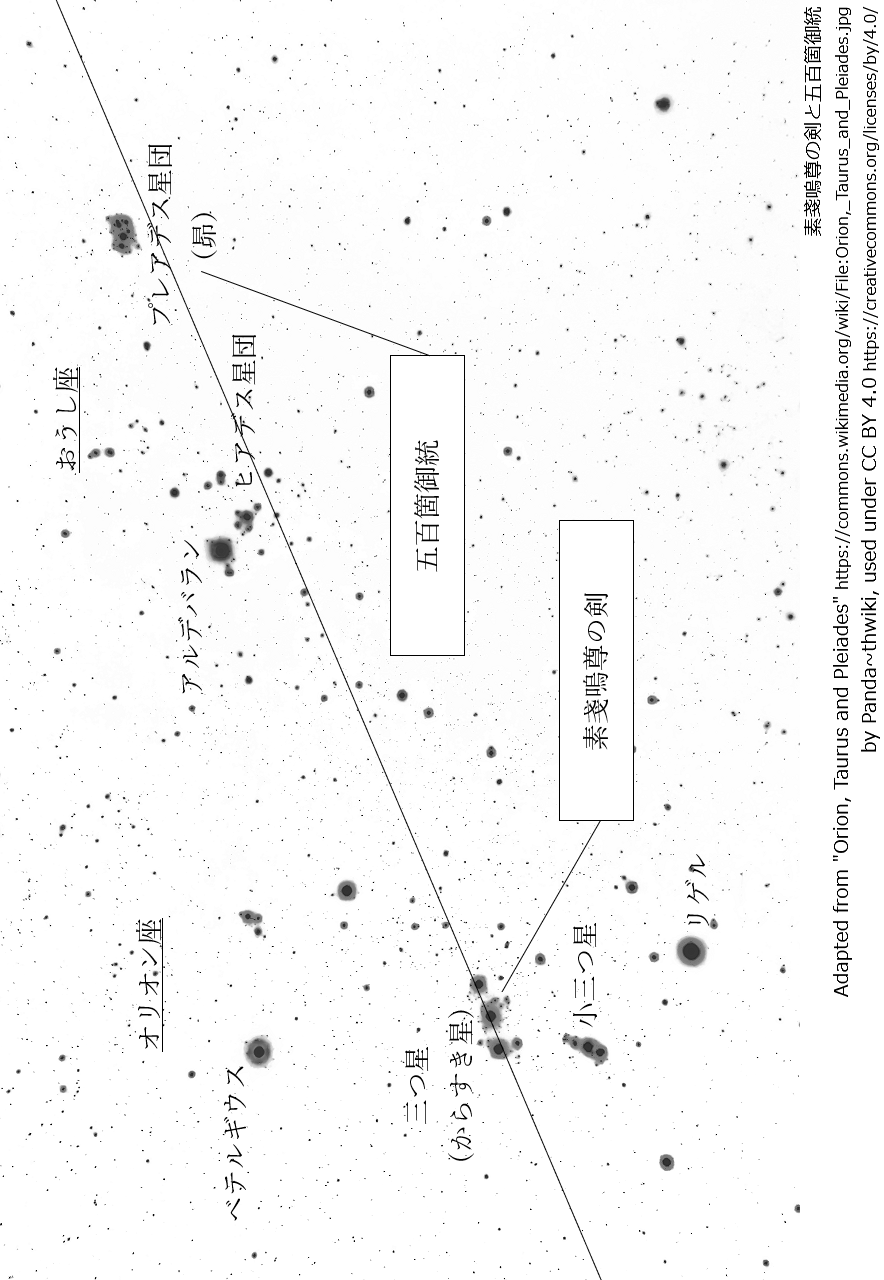 おうし座
プレアデス星団
(昴)
ヒアデス星団
アルデバラン
五百箇御統
素戔嗚尊の剣
オリオン座
ベテルギウス
三つ星
(からすき星)
小三つ星
リゲル
素戔嗚尊の剣と五百箇御統
Adapted from "Orion, Taurus and Pleiades" https://commons.wikimedia.org/wiki/File:Orion,_Taurus_and_Pleiades.jpg
by Panda~thwiki, used under CC BY 4.0 https://creativecommons.org/licenses/by/4.0/